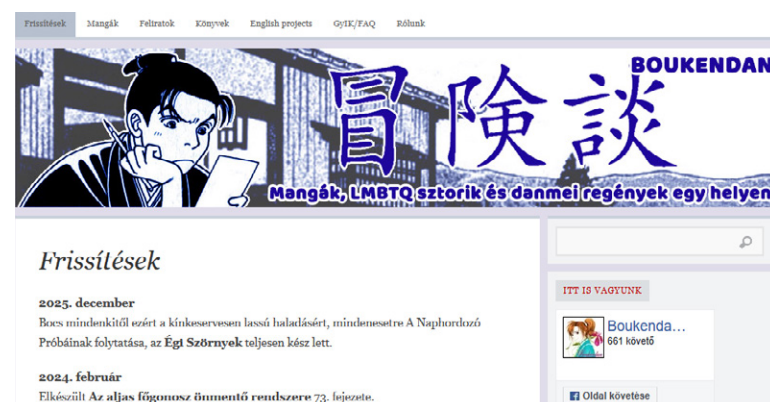 Frissítések Mangák Feliratok Könyvek English projects GyIK/FAQ Rólunk
BOUKENDAN
冒険談
Mangák, LMBTQ sztorik és danmei regények egy helyen
Frissítések
2025. december
Bocs mindenkitől ezért a kínkeservesen lassú haladásért, mindenesetre A Naphordozó
Próbáinak folytatása, az Égi Szörnyek teljesen kész lett.
2024. február
Elkészült Az aljas főgonosz önmentő rendszere 73. fejezete.
ITT IS VAGYUNK
Boukenda...
661 követő
Oldal követése